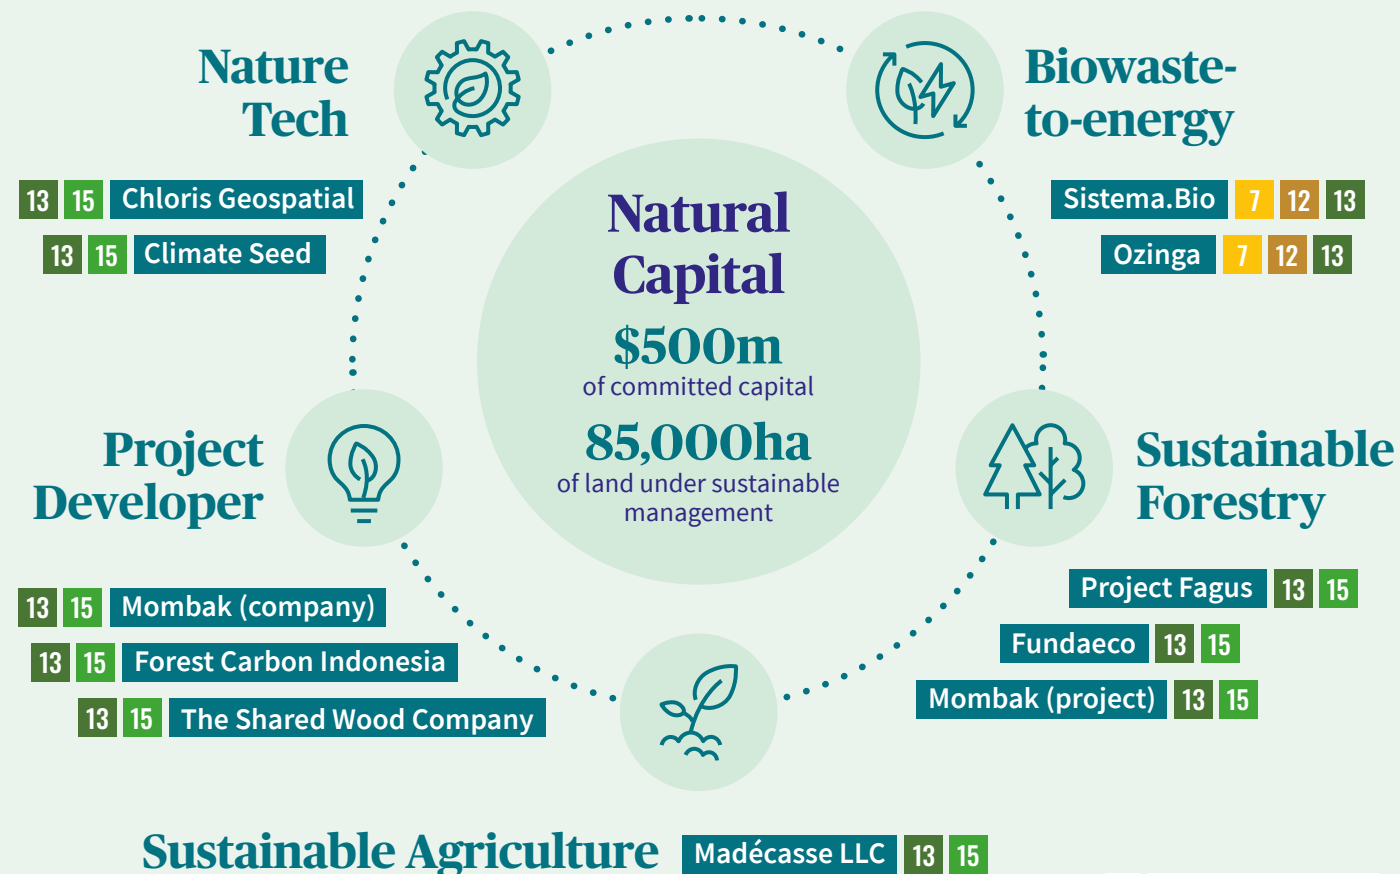 Nature
Tech
13 15 Chloris Geospatial
13 15 Climate Seed
Biowaste-
to-energy
Sistema.Bio 7 12 13
Ozinga 7 12 13
Natural
Capital
$500m
of committed capital
85,000ha
of land under sustainable
management
Project
Developer
13 15 Mombak (company)
13 15 Forest Carbon Indonesia
13 15 The Shared Wood Company
Sustainable
Forestry
Project Fagus 13 15
Fundaeco 13 15
Mombak (project) 13 15
Sustainable Agriculture Madécasse LLC 13 15